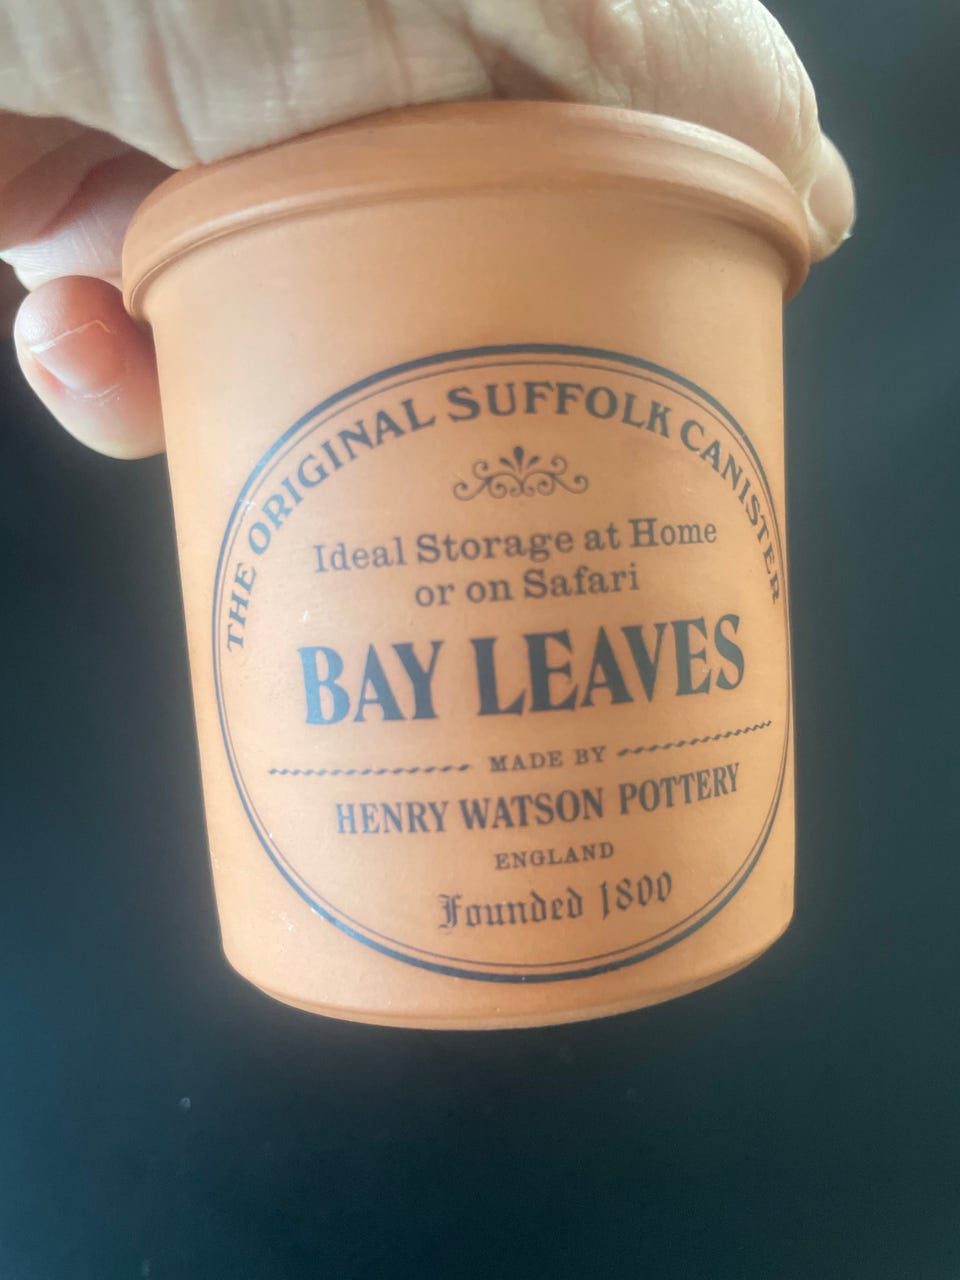 THE ORIGINAL SUFFOLK CANISTER
Ideal Storage at Home
or on Safari
BAY LEAVES
MADE BY
HENRY WATSON POTTERY
ENGLAND
Founded 1800